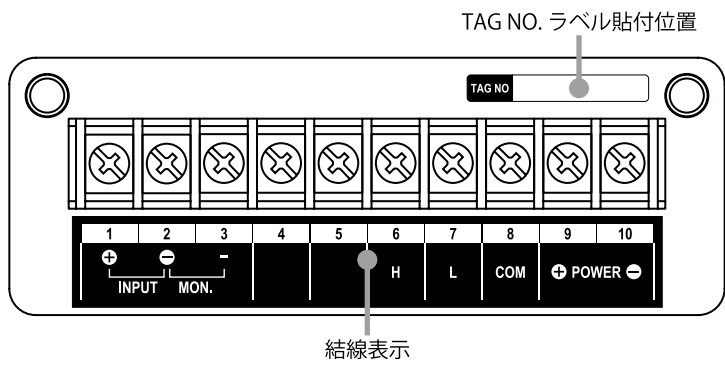 TAG NO. ラベル貼付位置
TAG NO
1 2 3 4 5 6 7 8 9 10
+ − - H L COM + POWER −
INPUT MON.
結線表示